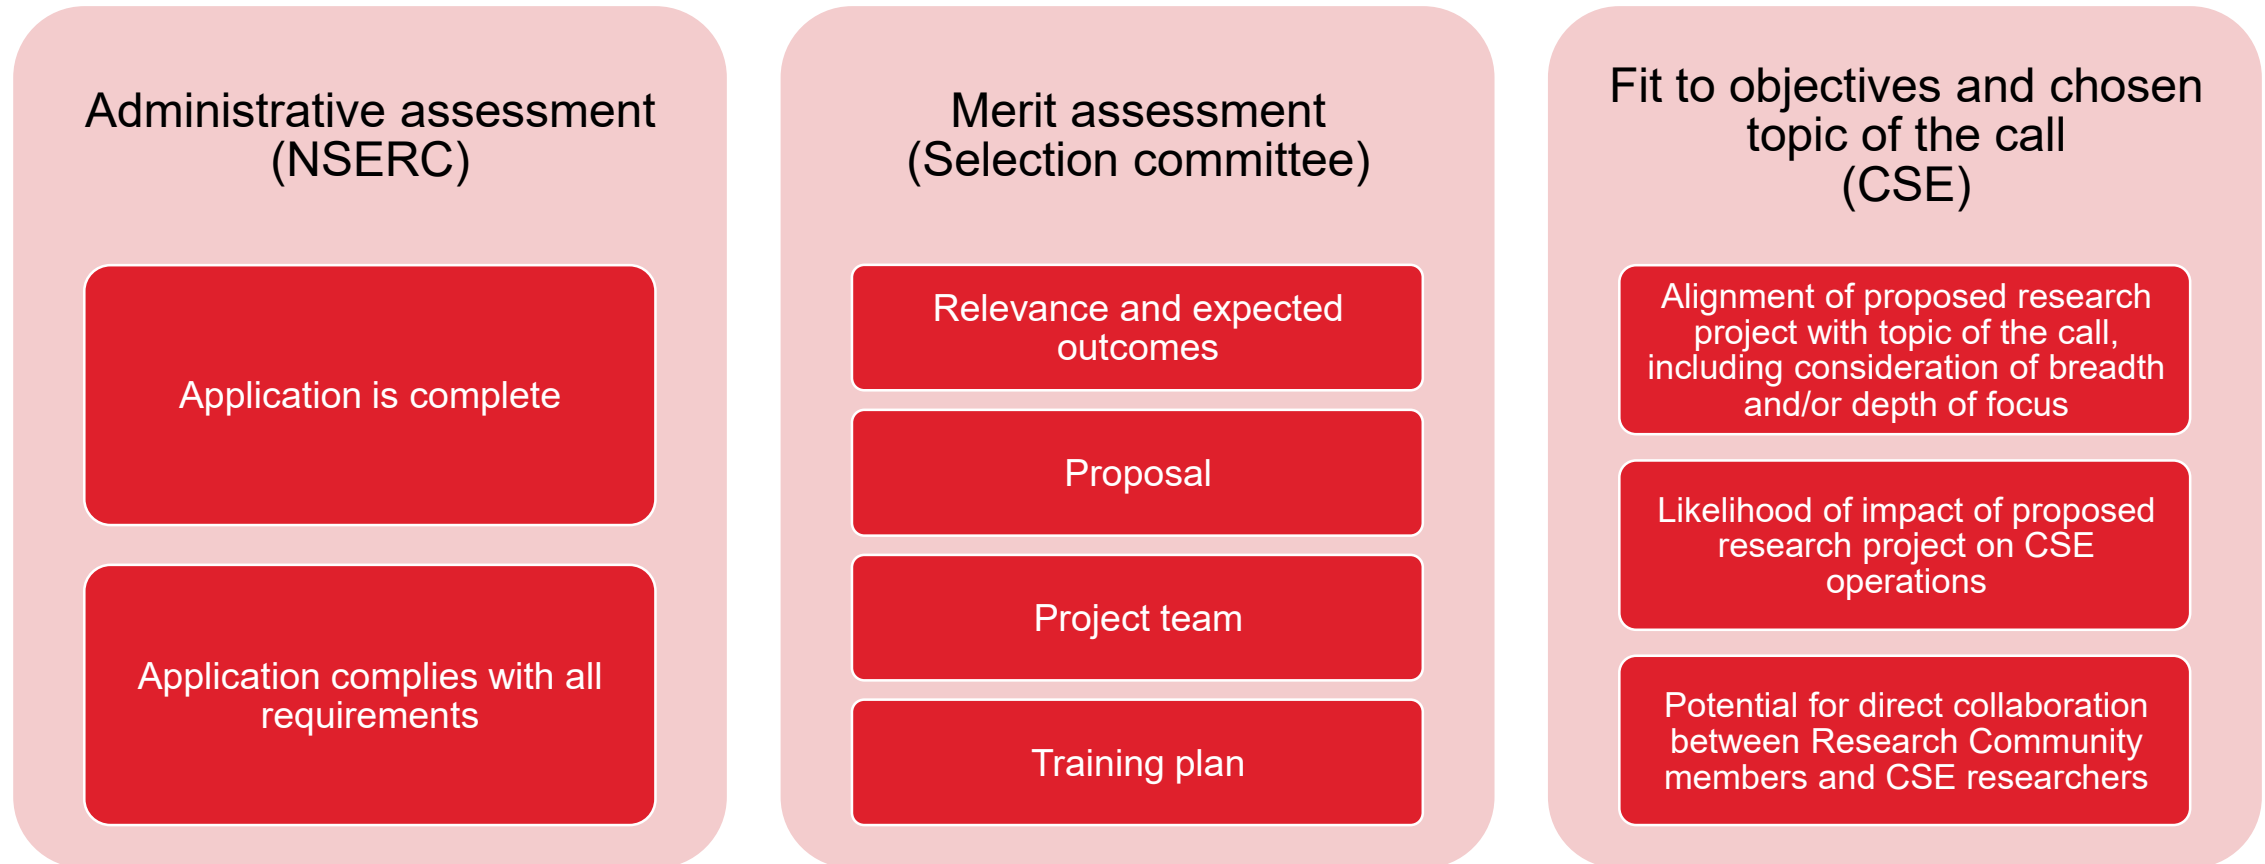 Administrative assessment
(NSERC)
Application is complete
Application complies with all
requirements
Merit assessment
(Selection committee)
Relevance and expected
outcomes
Proposal
Project team
Training plan
Fit to objectives and chosen
topic of the call
(CSE)
Alignment of proposed research
project with topic of the call,
including consideration of breadth
and/or depth of focus
Likelihood of impact of proposed
research project on CSE
operations
Potential for direct collaboration
between Research Community
members and CSE researchers